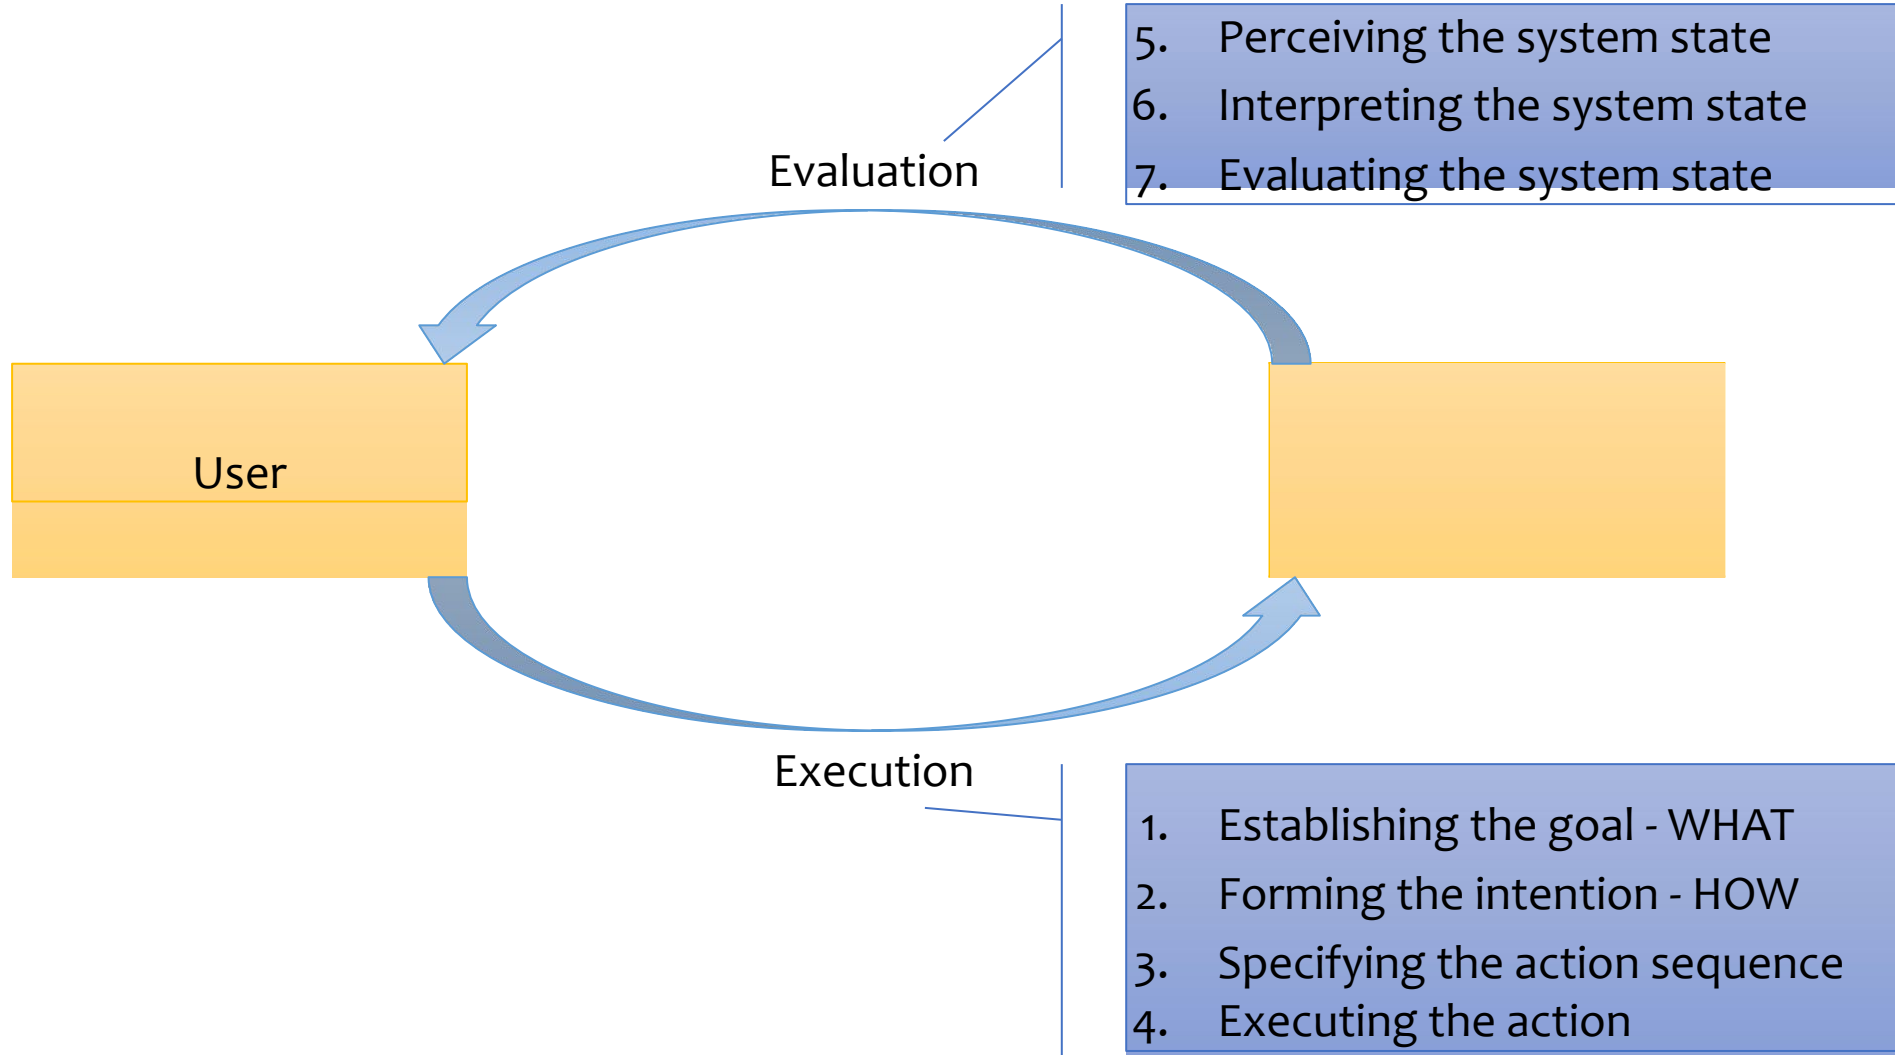 5. Perceiving the system state
6. Interpreting the system state
7. Evaluating the system state
Evaluation
User
Execution
1. Establishing the goal - WHAT
2. Forming the intention - HOW
3. Specifying the action sequence
4. Executing the action